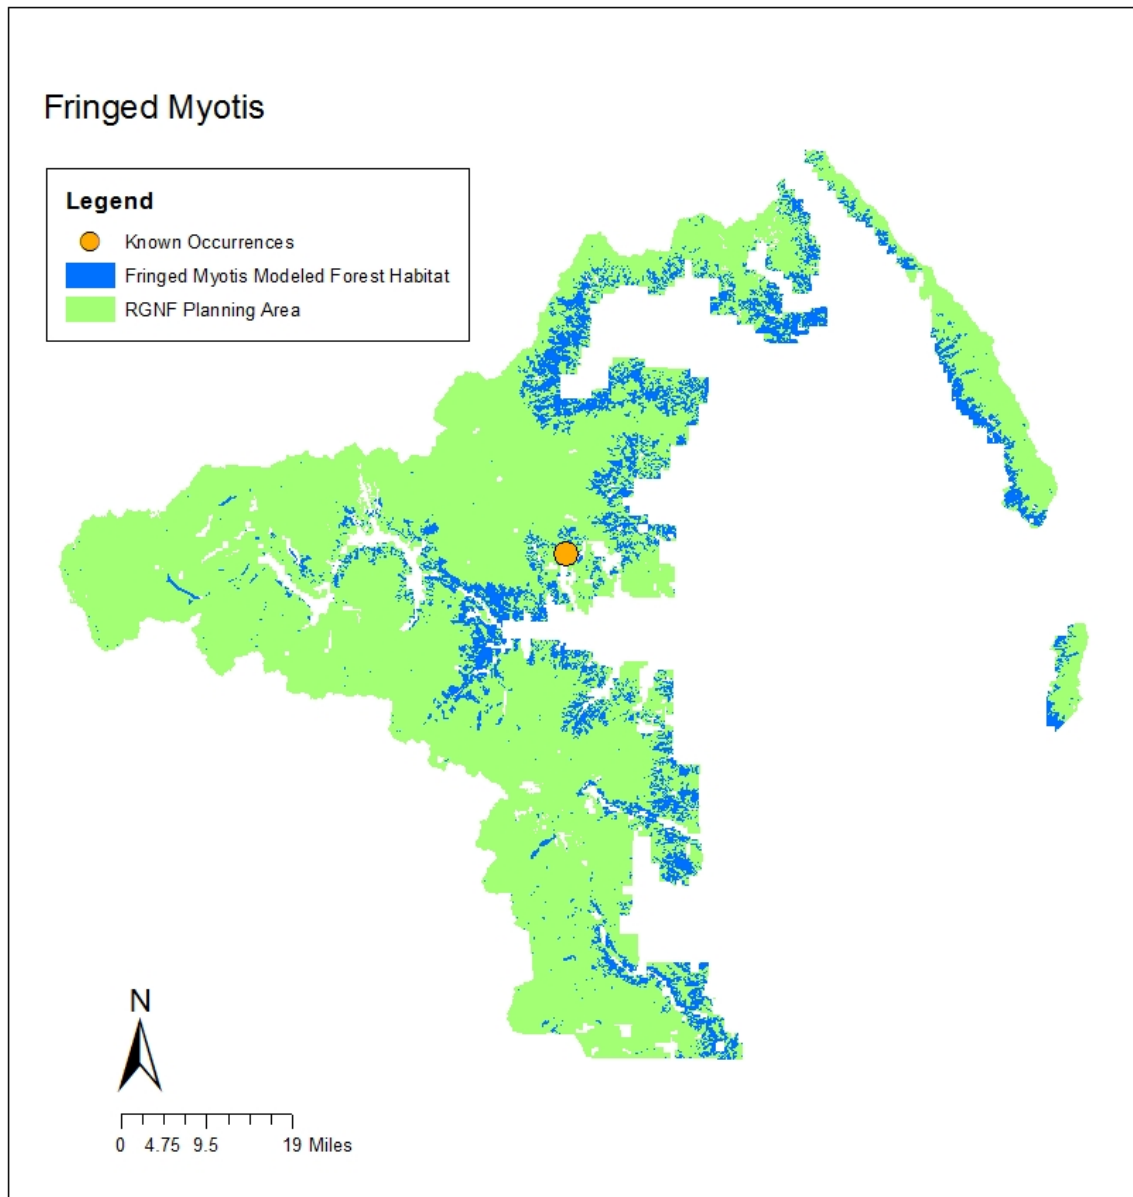 Fringed Myotis
Legend
Known Occurrences
Fringed Myotis Modeled Forest Habitat
RGNF Planning Area
N
0 4.75 9.5 19 Miles